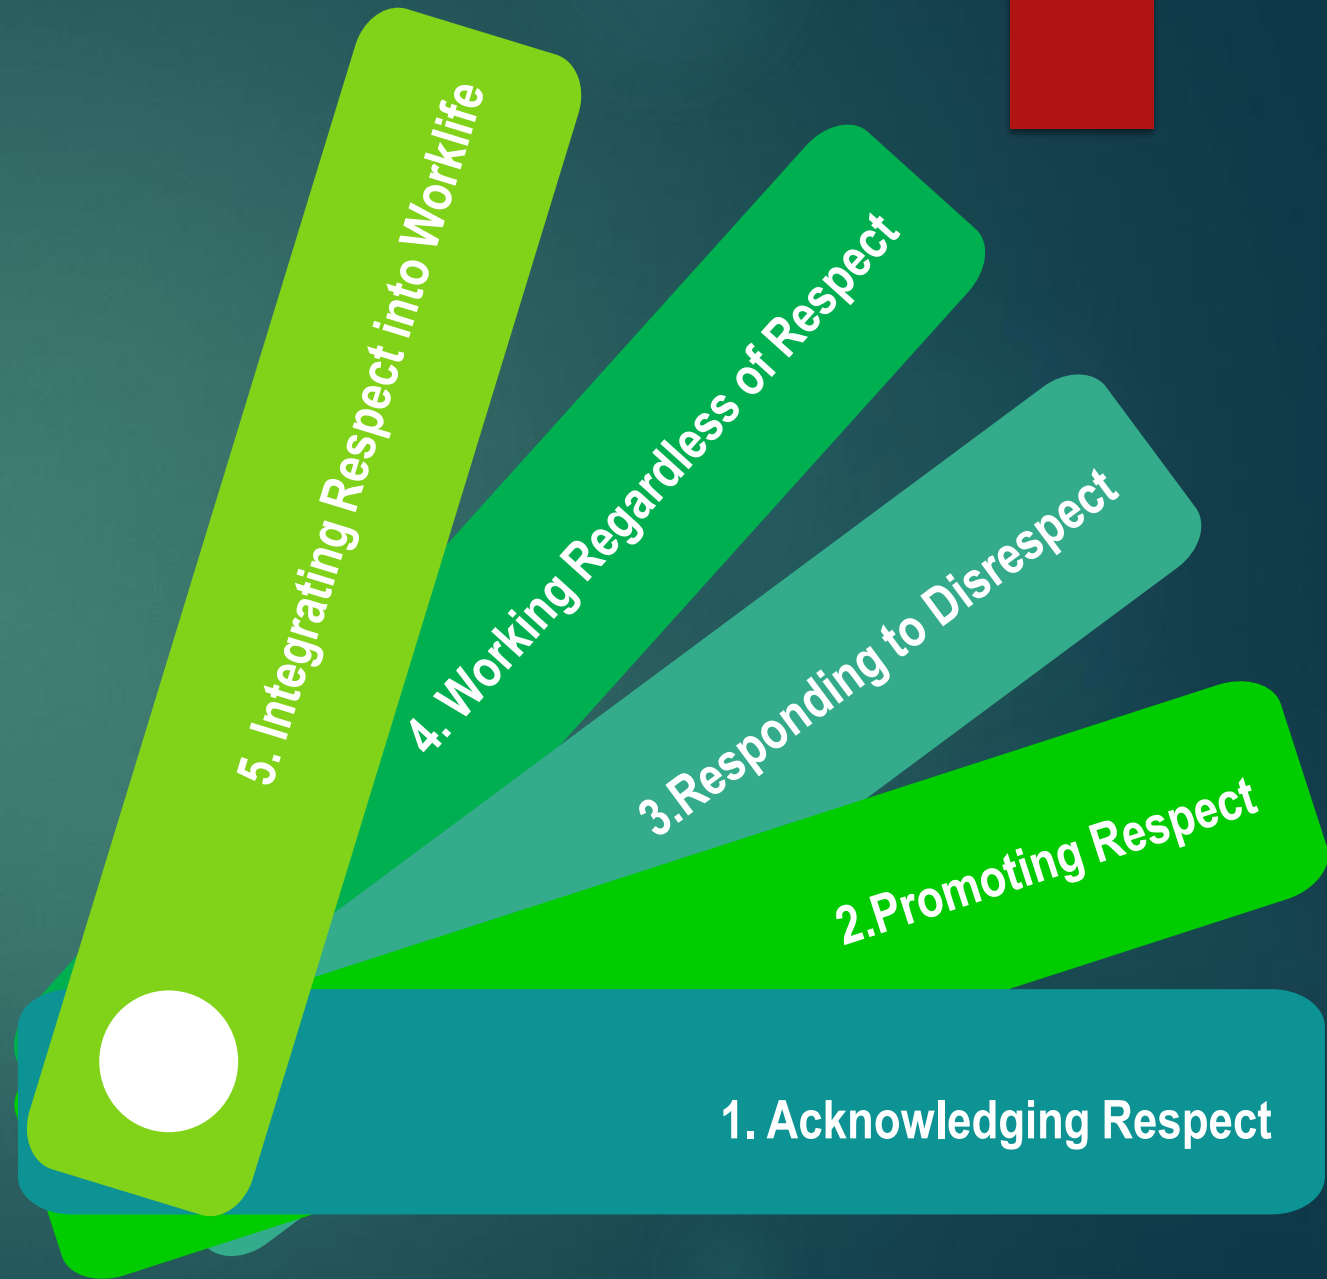 5. Integrating Respect into Worklife
4. Working Regardless of Respect
3.Responding to Disrespect
2.Promoting Respect
1. Acknowledging Respect